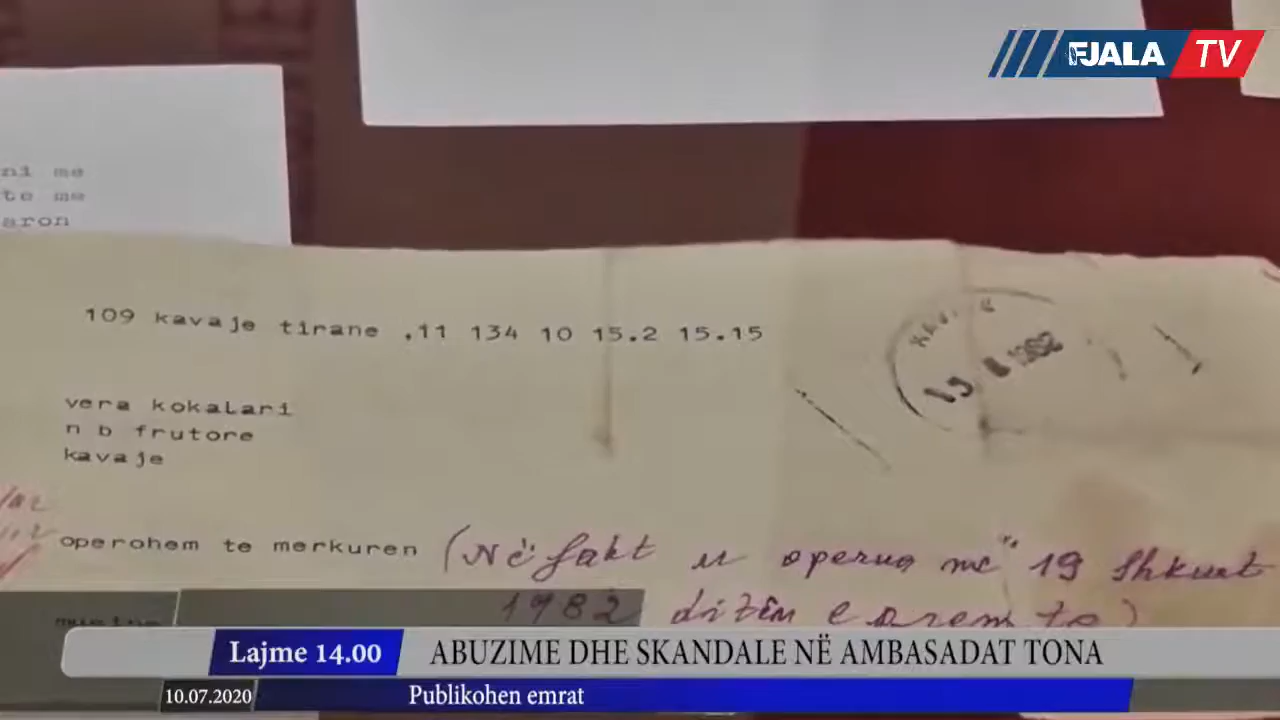 FJALA TV
ni me
te me
aron
109 kavaje tirane ,11 134 10 15.2 15.15
vera kokalari
n b frutore
kavaje
operohem te merkuren (Në fakt u operua më 19 Shkurt
1982 ditën e premte)
Lajme 14.00
ABUZIME DHE SKANDALE NË AMBASADAT TONA
10.07.2020
Publikohen emrat